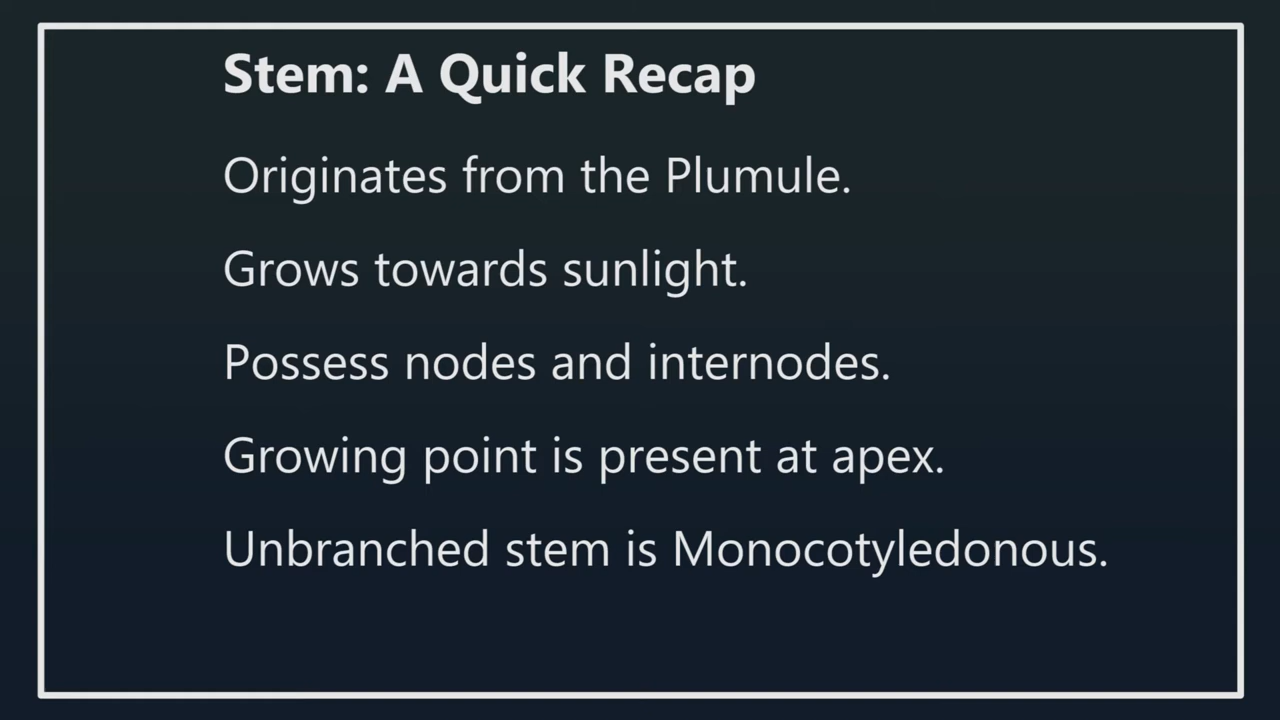 Stem: A Quick Recap
Originates from the Plumule.
Grows towards sunlight.
Possess nodes and internodes.
Growing point is present at apex.
Unbranched stem is Monocotyledonous.